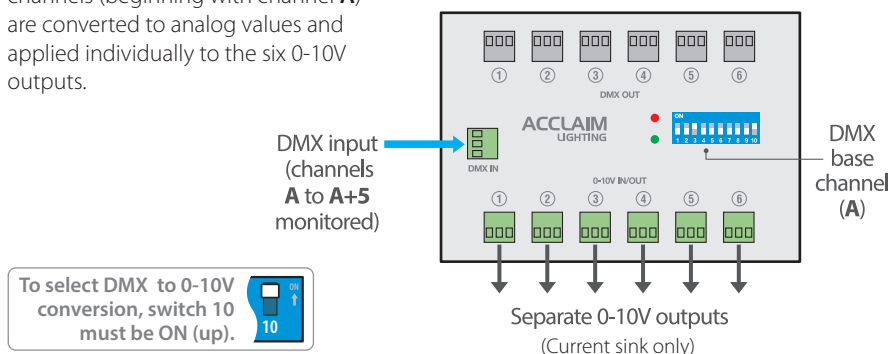 channels (beginning with channel A)
are converted to analog values and
applied individually to the six 0-10V
outputs.
① ② ③ ④ ⑤ ⑥
DMX OUT
ACCLAIM
LIGHTING
ON
1 2 3 4 5 6 7 8 9 10
DMX input
(channels
A to A+5
monitored)
DMX IN
DMX
base
channel
(A)
0-10V IN/OUT
① ② ③ ④ ⑤ ⑥
To select DMX to 0-10V
conversion, switch 10
must be ON (up).
ON
10
Separate 0-10V outputs
(Current sink only)